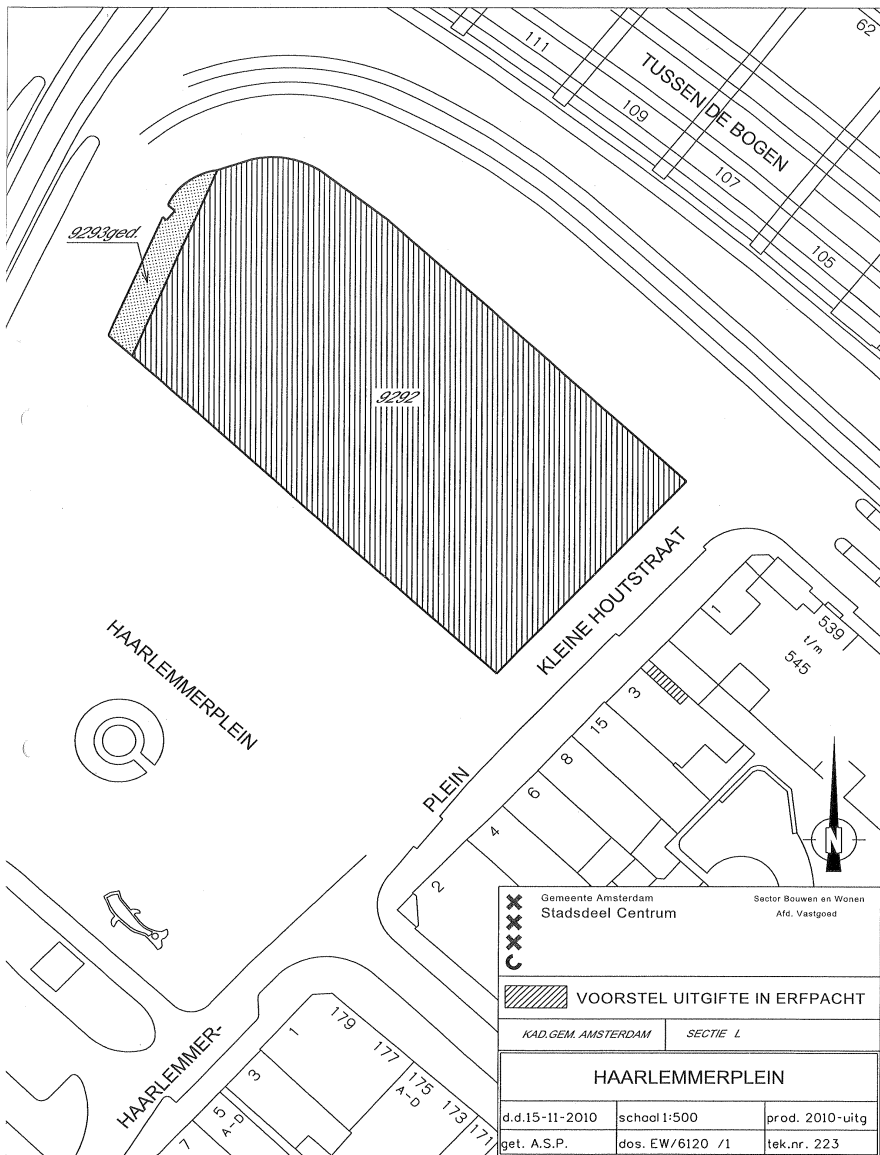 62
111
TUSSEN DE BOGEN
109
107
105
9293ged.
9292
KLEINE HOUTSTRAAT
HAARLEMMERPLEIN
1
539
t/m
545
3
15
8
6
4
2
PLEIN
N
HAARLEMMER-
1
3
5
A-D
7
179
177
175
A-D
173
171
Gemeente Amsterdam
Stadsdeel Centrum
Sector Bouwen en Wonen
Afd. Vastgoed
VOORSTEL UITGIFTE IN ERFPACHT
KAD.GEM. AMSTERDAM SECTIE L
HAARLEMMERPLEIN
d.d.15-11-2010 schaal 1:500 prod. 2010-uitg
get. A.S.P. dos. EW/6120 /1 tek.nr. 223